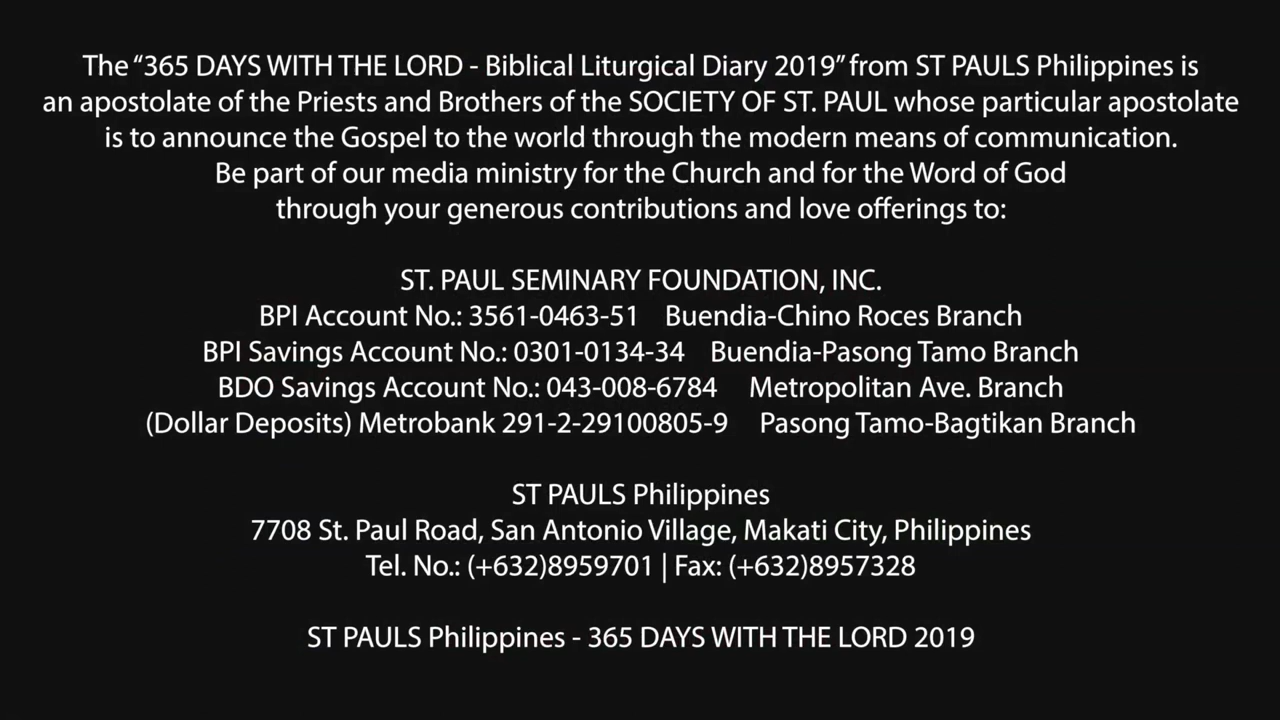 The “365 DAYS WITH THE LORD - Biblical Liturgical Diary 2019” from ST PAULS Philippines is
an apostolate of the Priests and Brothers of the SOCIETY OF ST. PAUL whose particular apostolate
is to announce the Gospel to the world through the modern means of communication.
Be part of our media ministry for the Church and for the Word of God
through your generous contributions and love offerings to:
ST. PAUL SEMINARY FOUNDATION, INC.
BPI Account No.: 3561-0463-51 Buendia-Chino Roces Branch
BPI Savings Account No.: 0301-0134-34 Buendia-Pasong Tamo Branch
BDO Savings Account No.: 043-008-6784 Metropolitan Ave. Branch
(Dollar Deposits) Metrobank 291-2-29100805-9 Pasong Tamo-Bagtikan Branch
ST PAULS Philippines
7708 St. Paul Road, San Antonio Village, Makati City, Philippines
Tel. No.: (+632)8959701 | Fax: (+632)8957328
ST PAULS Philippines - 365 DAYS WITH THE LORD 2019